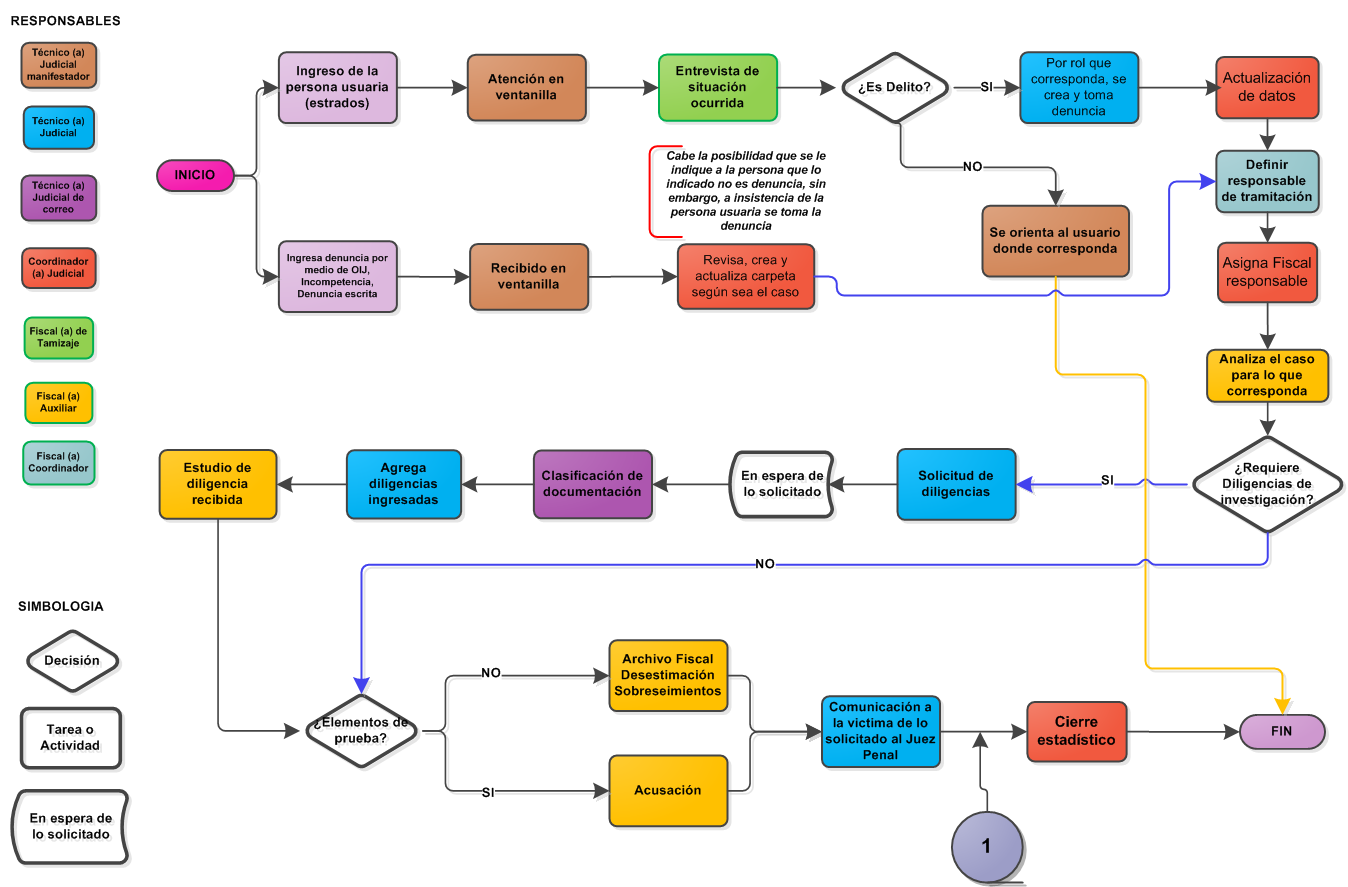 RESPONSABLES
Técnico (a)
Judicial
manifestador
Técnico (a)
Judicial
Técnico (a)
Judicial de
correo
Coordinador
(a) Judicial
Fiscal (a) de
Tamizaje
Fiscal (a)
Auxiliar
Fiscal (a)
Coordinador
SIMBOLOGIA
Decisión
Tarea o
Actividad
En espera de
lo solicitado
INICIO
Ingreso de la
persona usuaria
(estrados)
Atención en
ventanilla
Entrevista de
situación
ocurrida
¿Es Delito?
SI
Por rol que
corresponda, se
crea y toma
denuncia
Actualización
de datos
NO
Cabe la posibilidad que se le
indique a la persona que lo
indicado no es denuncia, sin
embargo, a insistencia de la
persona usuaria se toma la
denuncia
Definir
responsable
de tramitación
Se orienta al usuario
donde corresponda
Ingresa denuncia por
medio de OIJ,
Incompetencia,
Denuncia escrita
Recibido en
ventanilla
Revisa, crea y
actualiza carpeta
según sea el caso
Asigna Fiscal
responsable
Analiza el caso
para lo que
corresponda
¿Requiere
Diligencias de
investigación?
SI
Solicitud de
diligencias
En espera de
lo solicitado
Clasificación de
documentación
Agrega
diligencias
ingresadas
Estudio de
diligencia
recibida
NO
¿Elementos de
prueba?
NO
Archivo Fiscal
Desestimación
Sobreseimientos
SI
Acusación
Comunicación a
la victima de lo
solicitado al Juez
Penal
Cierre
estadístico
FIN
1